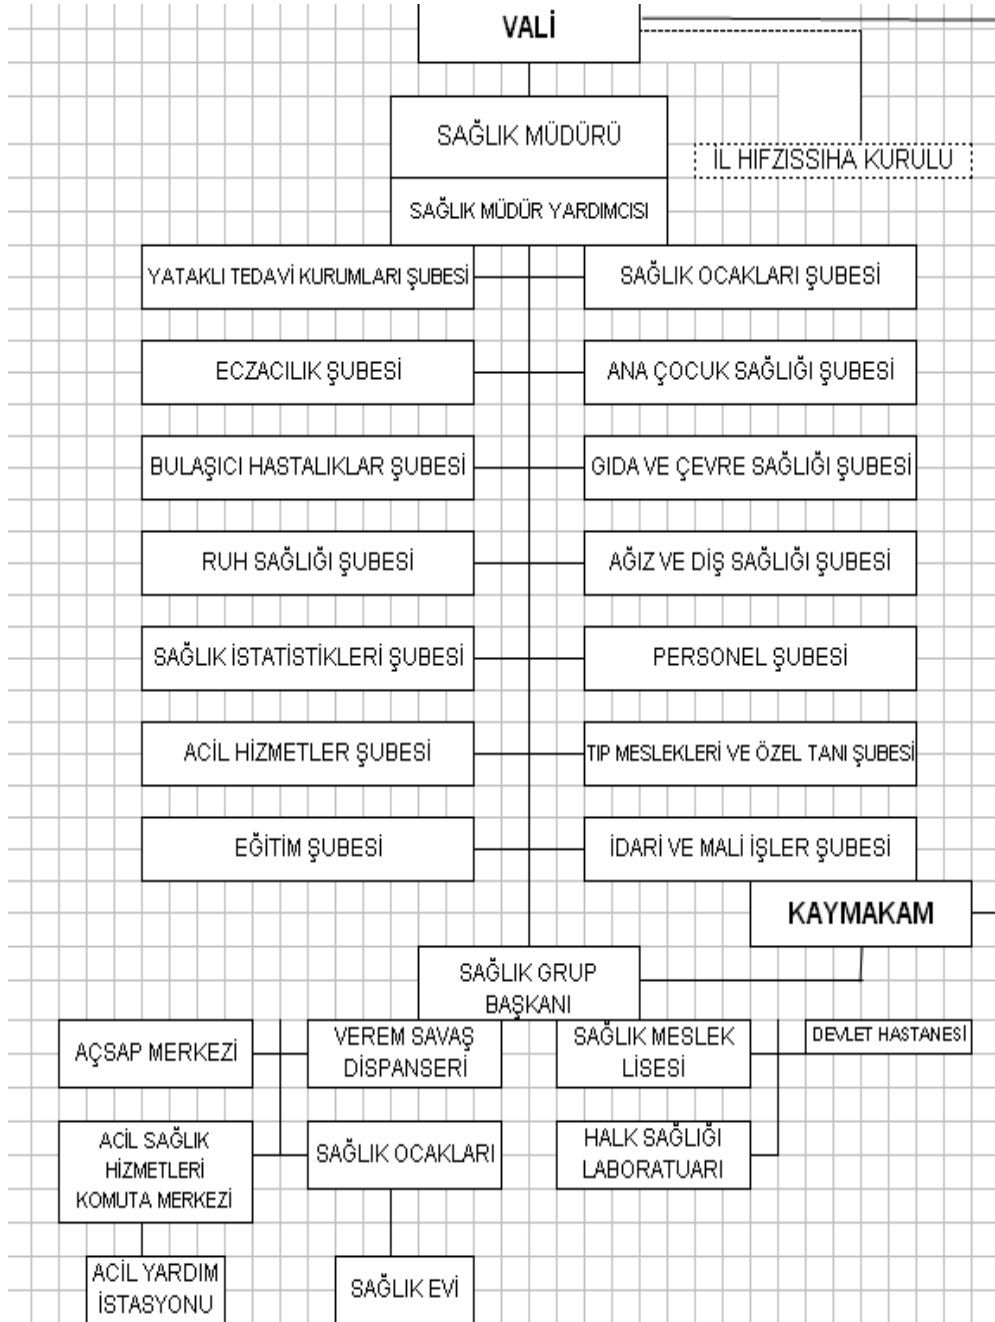 VALİ
SAĞLIK MÜDÜRÜ
İL HIFZISSIHA KURULU
SAĞLIK MÜDÜR YARDIMCISI
YATAKLI TEDAVİ KURUMLARI ŞUBESİ
SAĞLIK OCAKLARI ŞUBESİ
ECZACILIK ŞUBESİ
ANA ÇOCUK SAĞLIĞI ŞUBESİ
BULAŞICI HASTALIKLAR ŞUBESİ
GIDA VE ÇEVRE SAĞLIĞI ŞUBESİ
RUH SAĞLIĞI ŞUBESİ
AĞIZ VE DİŞ SAĞLIĞI ŞUBESİ
SAĞLIK İSTATİSTİKLERİ ŞUBESİ
PERSONEL ŞUBESİ
ACİL HİZMETLER ŞUBESİ
TIP MESLEKLERİ VE ÖZEL TANI ŞUBESİ
EĞİTİM ŞUBESİ
İDARİ VE MALİ İŞLER ŞUBESİ
KAYMAKAM
SAĞLIK GRUP
BAŞKANI
AÇSAP MERKEZİ
VEREM SAVAŞ
DİSPANSERİ
SAĞLIK MESLEK
LİSESİ
DEVLET HASTANESİ
ACİL SAĞLIK
HİZMETLERİ
KOMUTA MERKEZİ
SAĞLIK OCAKLARI
HALK SAĞLIĞI
LABORATUARI
ACİL YARDIM
İSTASYONU
SAĞLIK EVİ